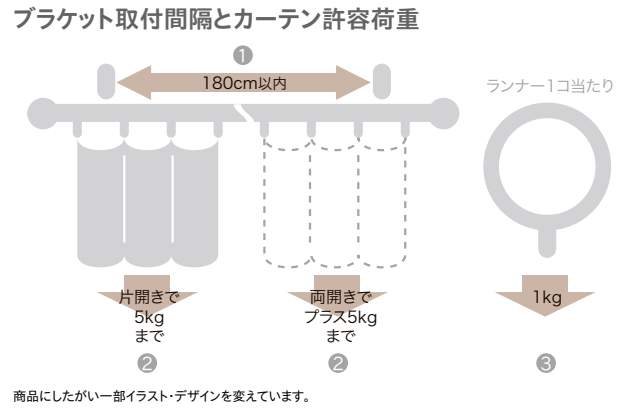 ブラケット取付間隔とカーテン許容荷重
❶
180cm以内
ランナー1コ当たり
片開きで
5kg
まで
❷
両開きで
プラス5kg
まで
❷
1kg
❸
商品にしたがい一部イラスト・デザインを変えています。